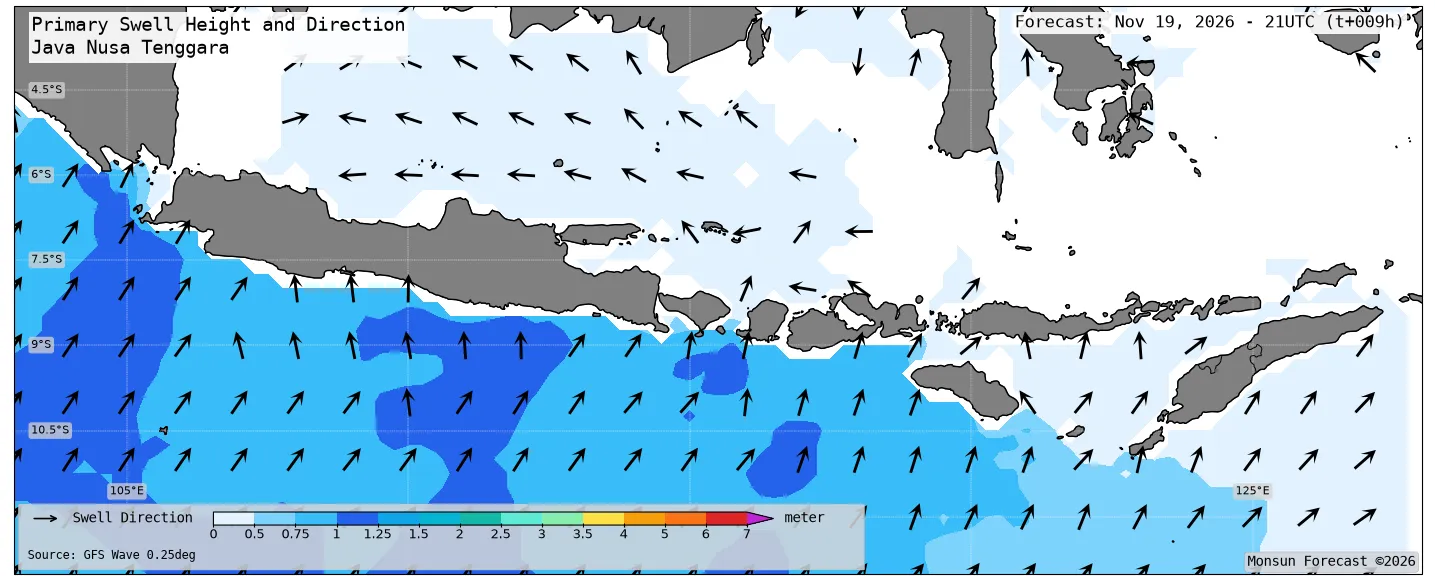 Primary Swell Height and Direction
Java Nusa Tenggara
Forecast: Nov 19, 2026 - 21UTC (t+009h)
4.5°S
6°S
7.5°S
9°S
10.5°S
105°E
125°E
Swell Direction
0 0.5 0.75 1 1.25 1.5 2 2.5 3 3.5 4 5 6 7
meter
Source: GFS Wave 0.25deg
Monsun Forecast ©2026